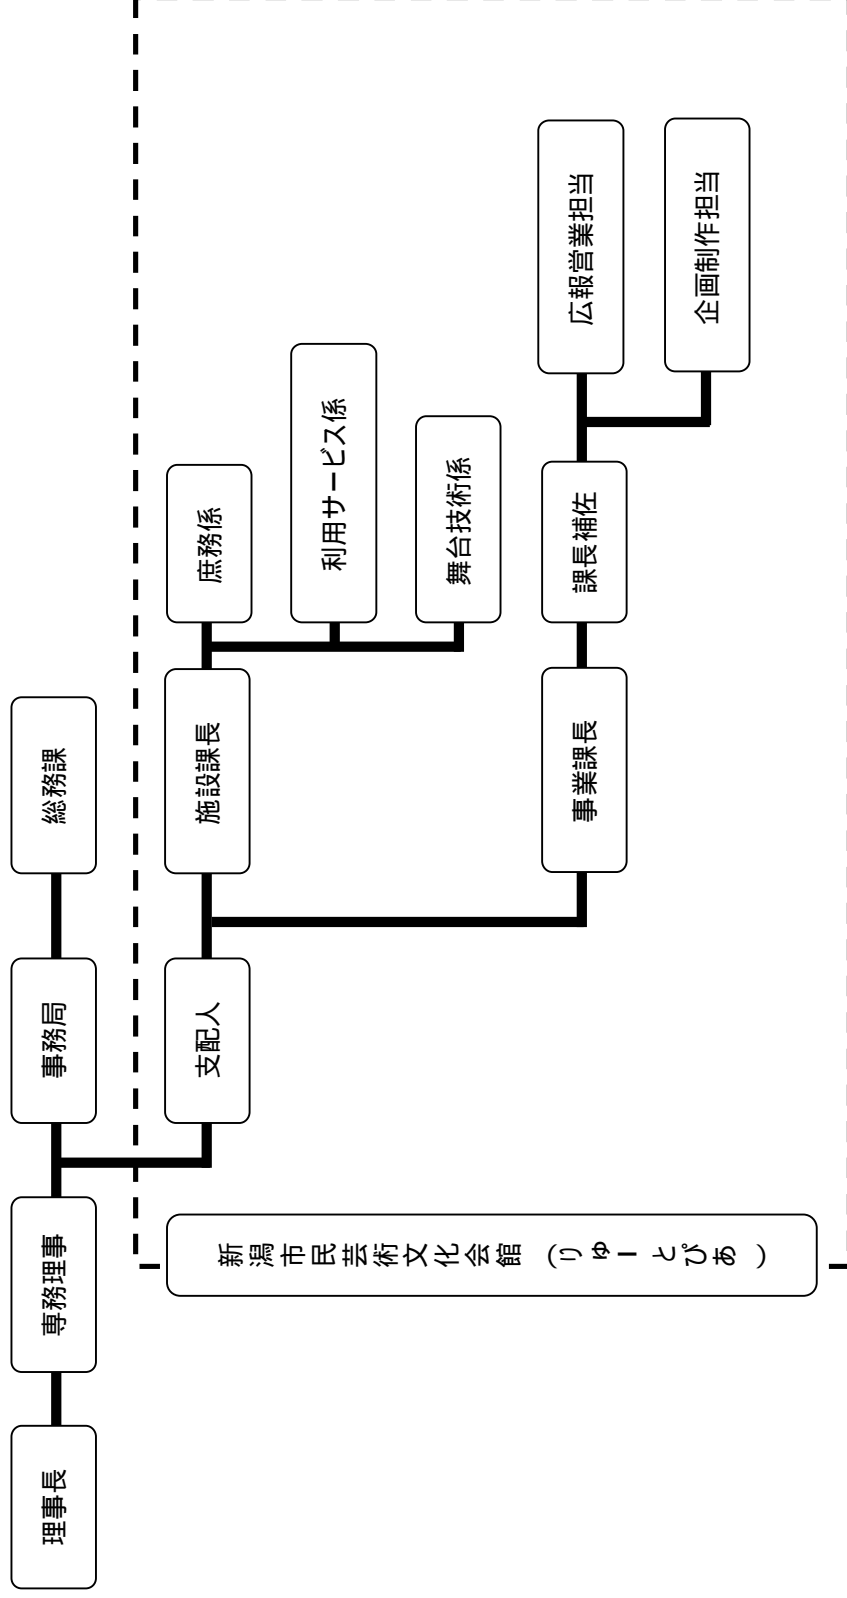 理事長
専務理事
事務局
総務課
新潟市民芸術文化会館（りゅーとぴあ）
支配人
施設課長
庶務係
利用サービス係
舞台技術係
事業課長
課長補佐
広報営業担当
企画制作担当